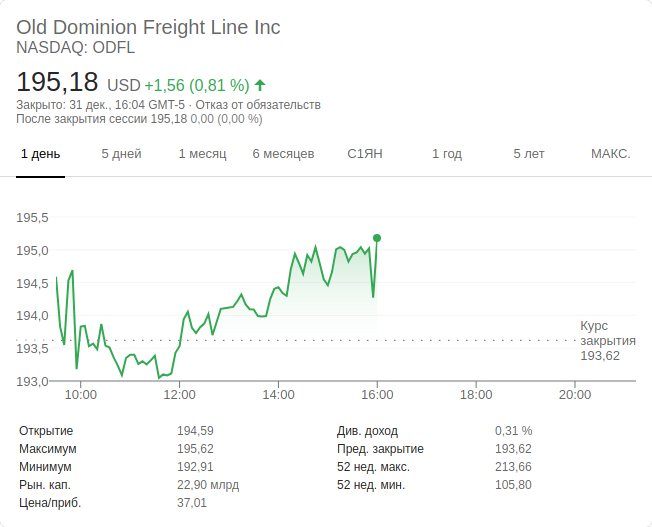 Old Dominion Freight Line Inc
NASDAQ: ODFL
195,18 USD +1,56 (0,81 %)
Закрыто: 31 дек., 16:04 GMT-5 · Отказ от обязательств
После закрытия сессии 195,18 0,00 (0,00 %)
1 день 5 дней 1 месяц 6 месяцев С1ЯН 1 год 5 лет МАКС.
195,5
195,0
194,5
194,0
193,5
193,0
Курс
закрытия
193,62
10:00 12:00 14:00 16:00 18:00 20:00
Открытие 194,59
Максимум 195,62
Минимум 192,91
Рын. кап. 22,90 млрд
Цена/приб. 37,01
Див. доход 0,31 %
Пред. закрытие 193,62
52 нед. макс. 213,66
52 нед. мин. 105,80